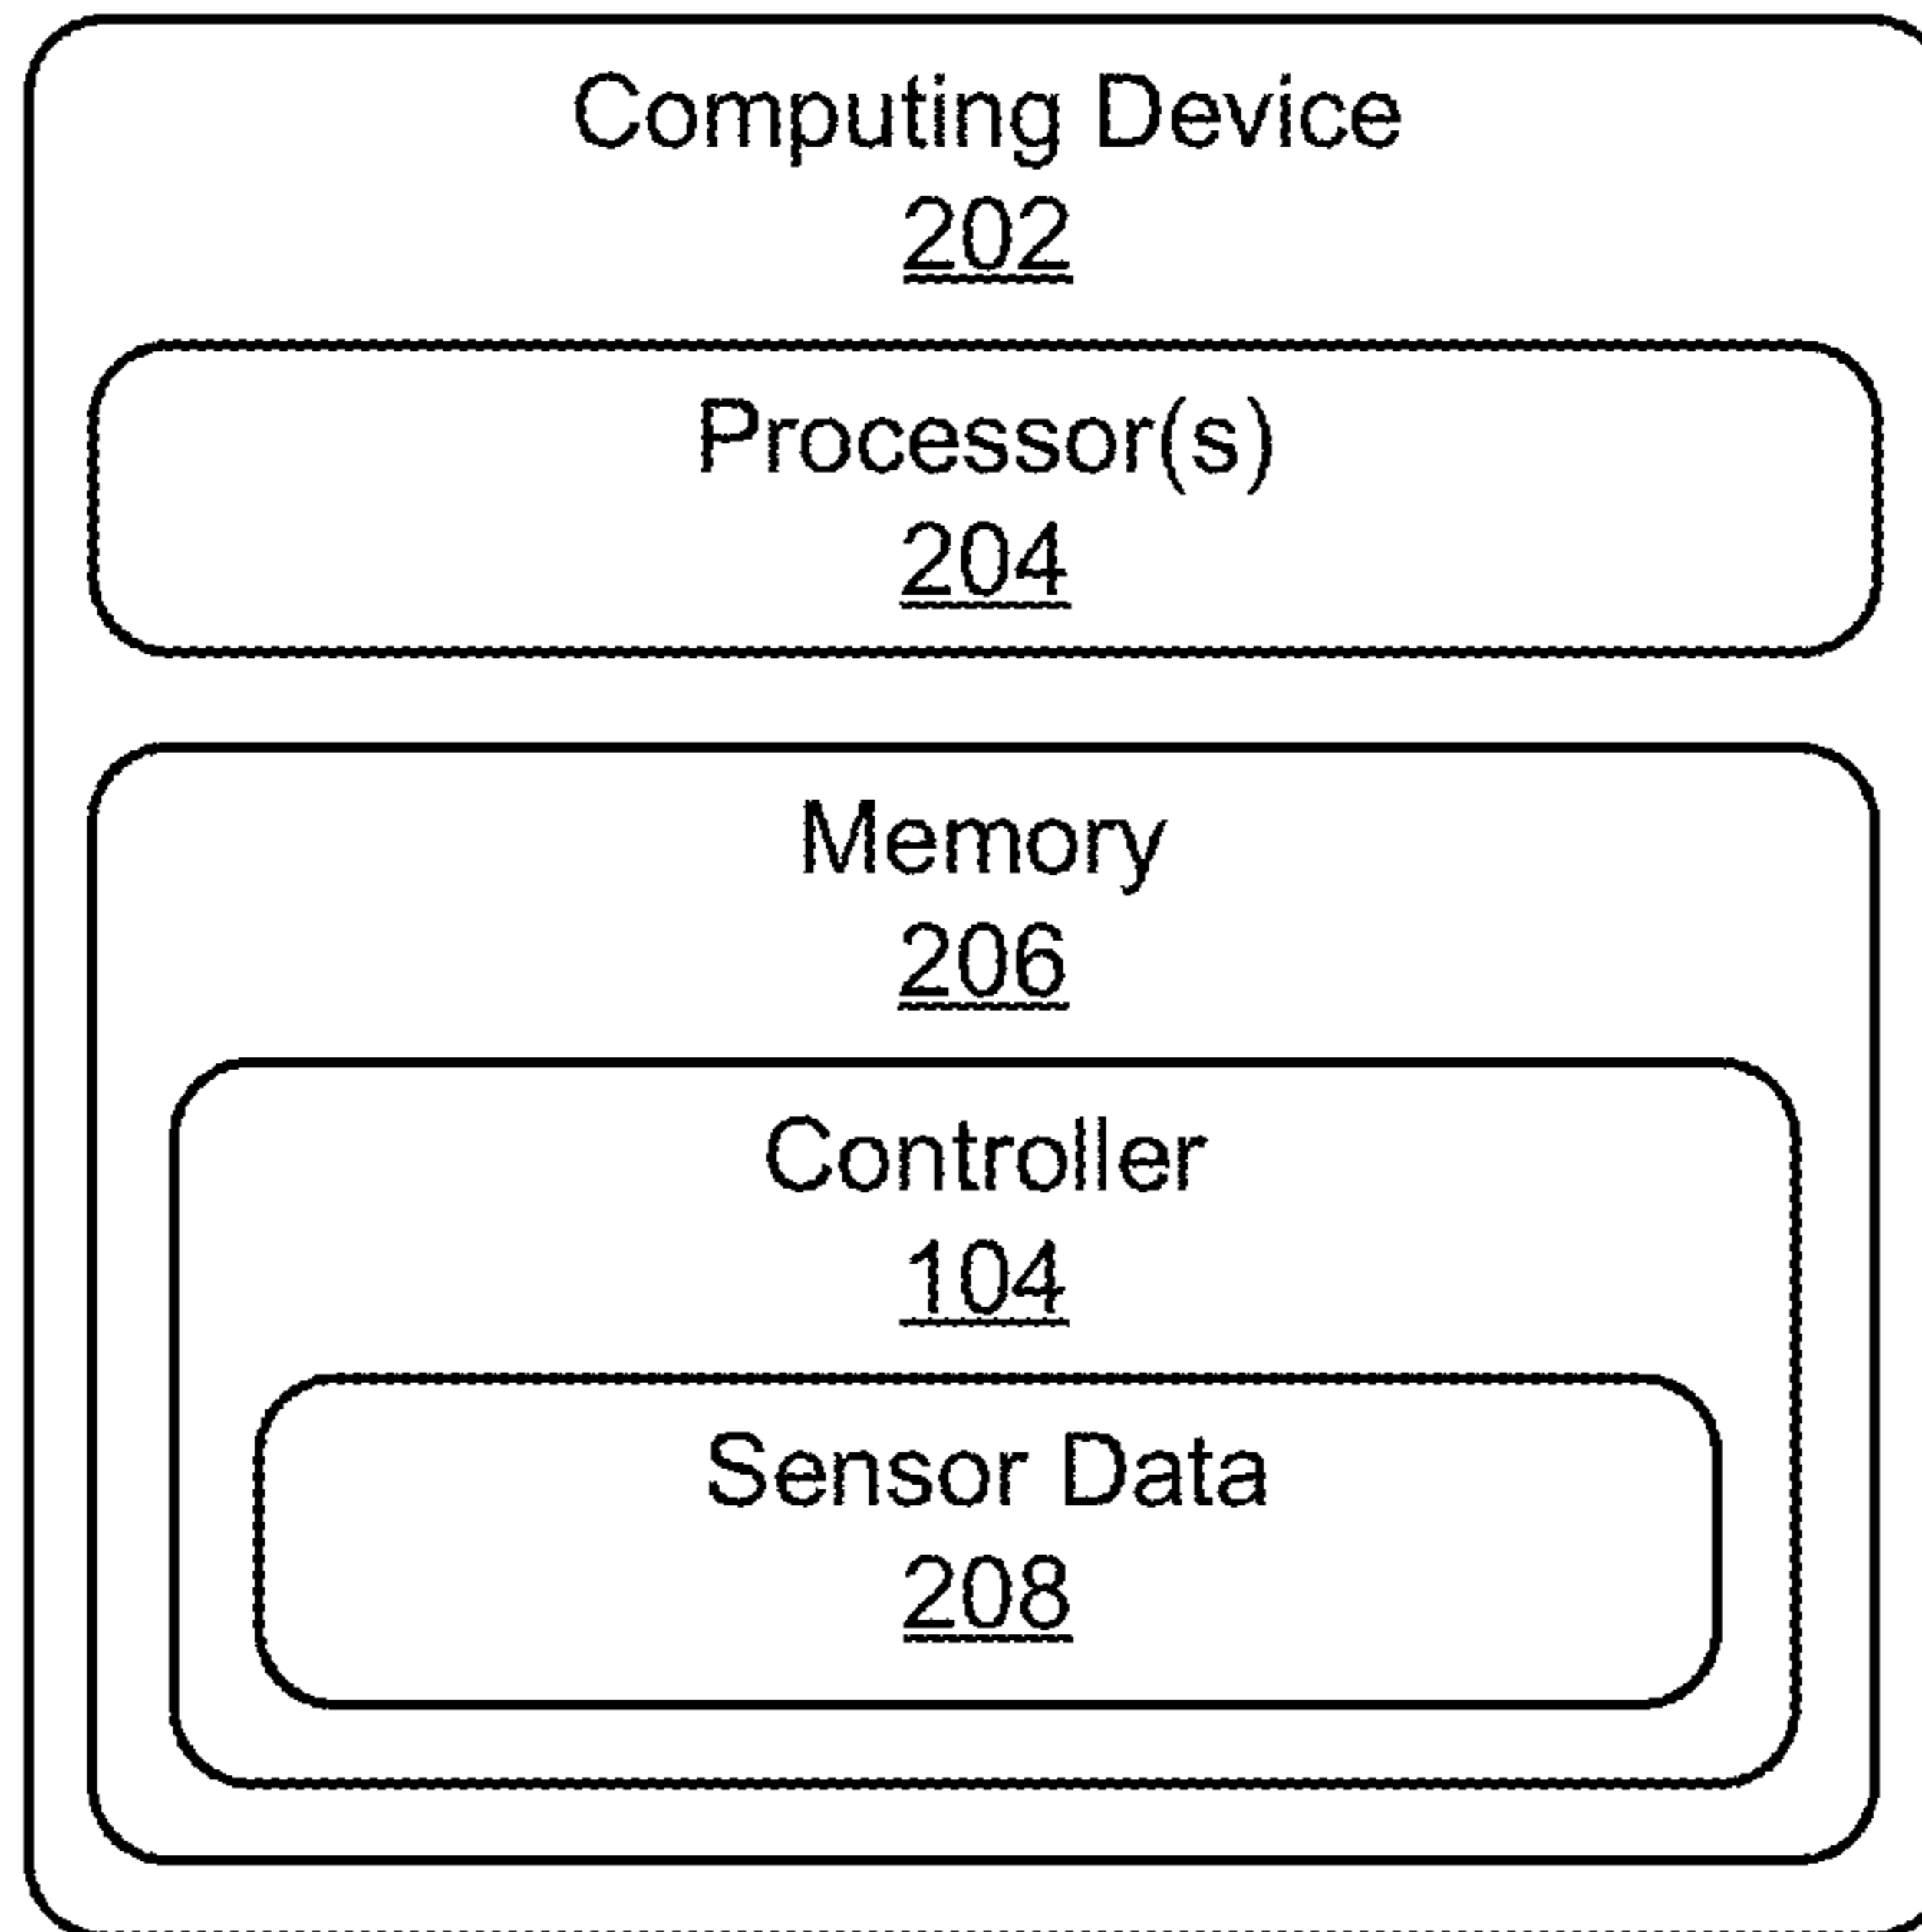 Computing Device
202
Processor(s)
204
Memory
206
Controller
104
Sensor Data
208